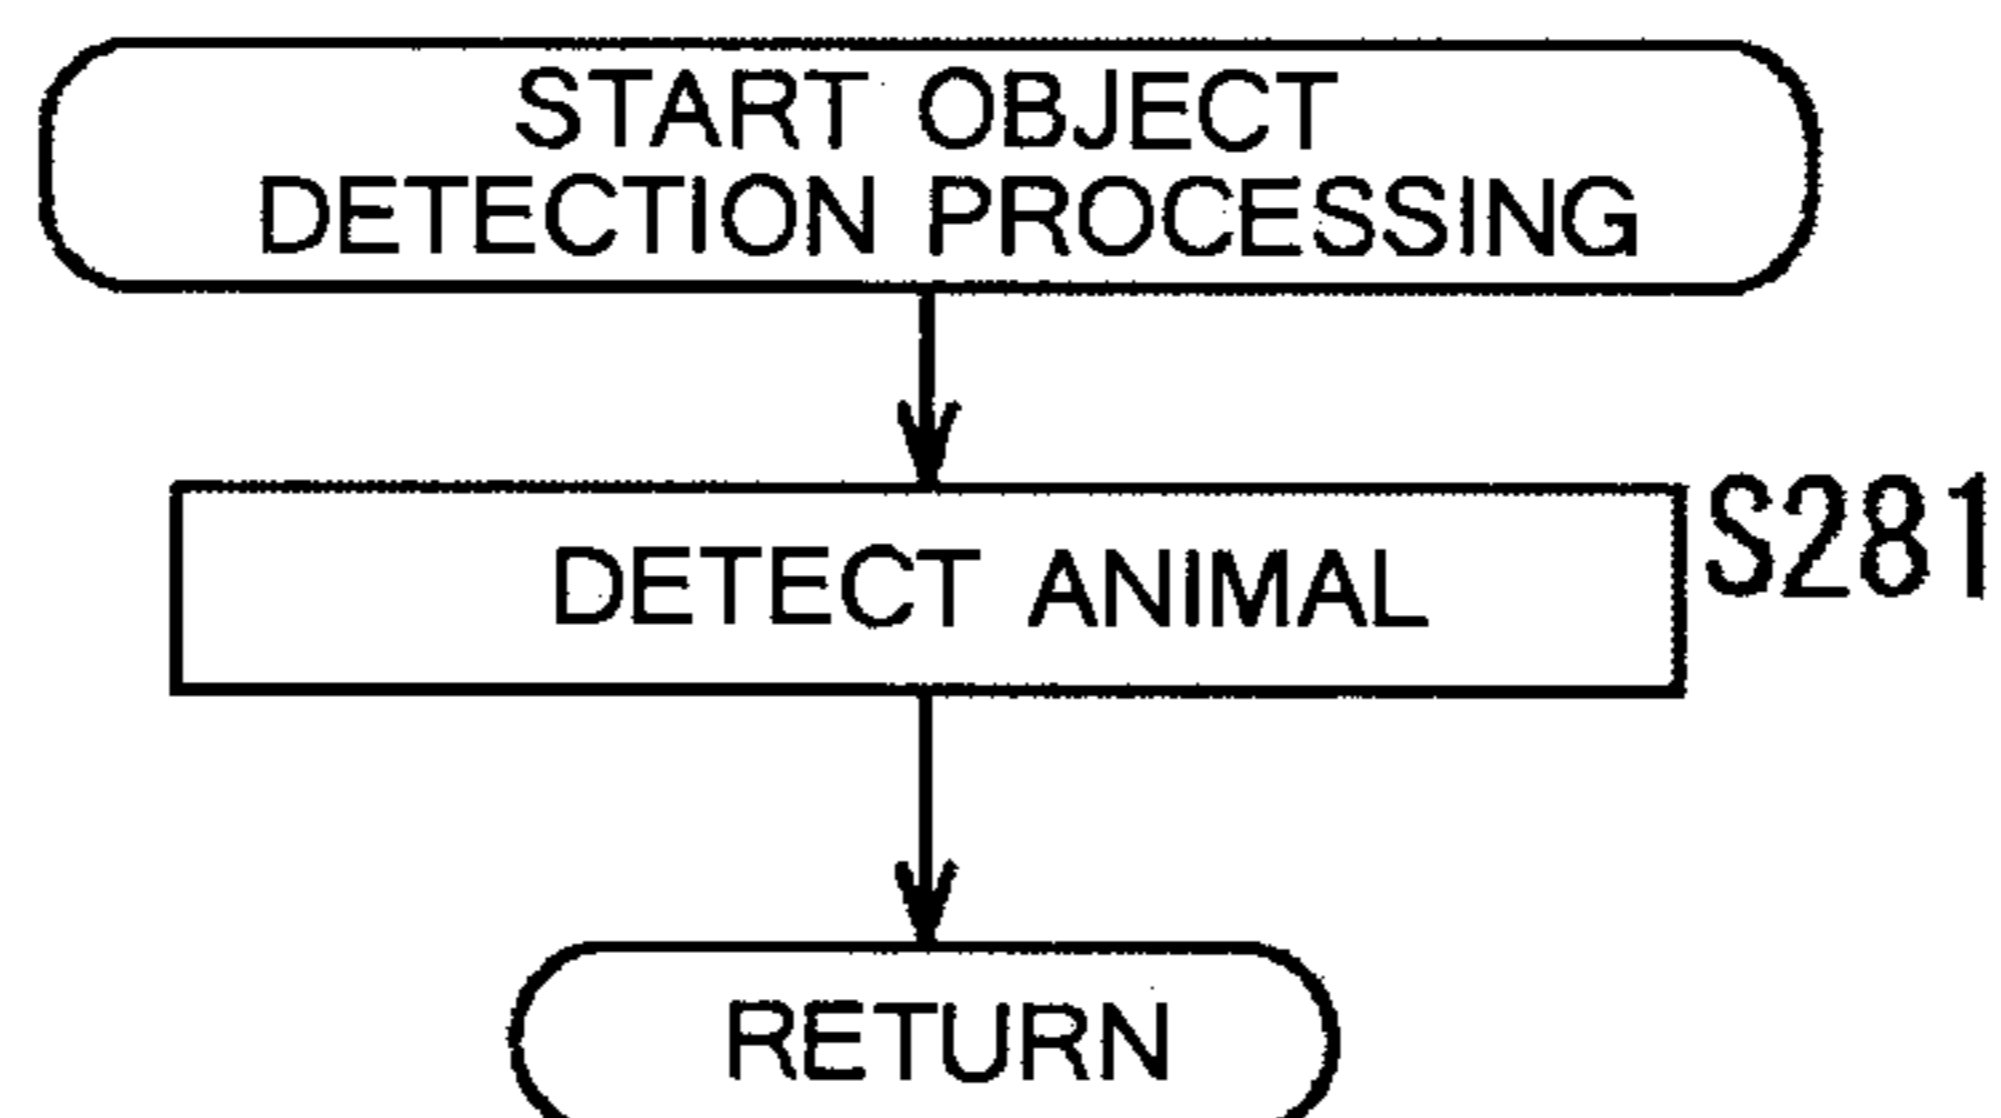 START OBJECT
DETECTION PROCESSING
DETECT ANIMAL
S281
RETURN